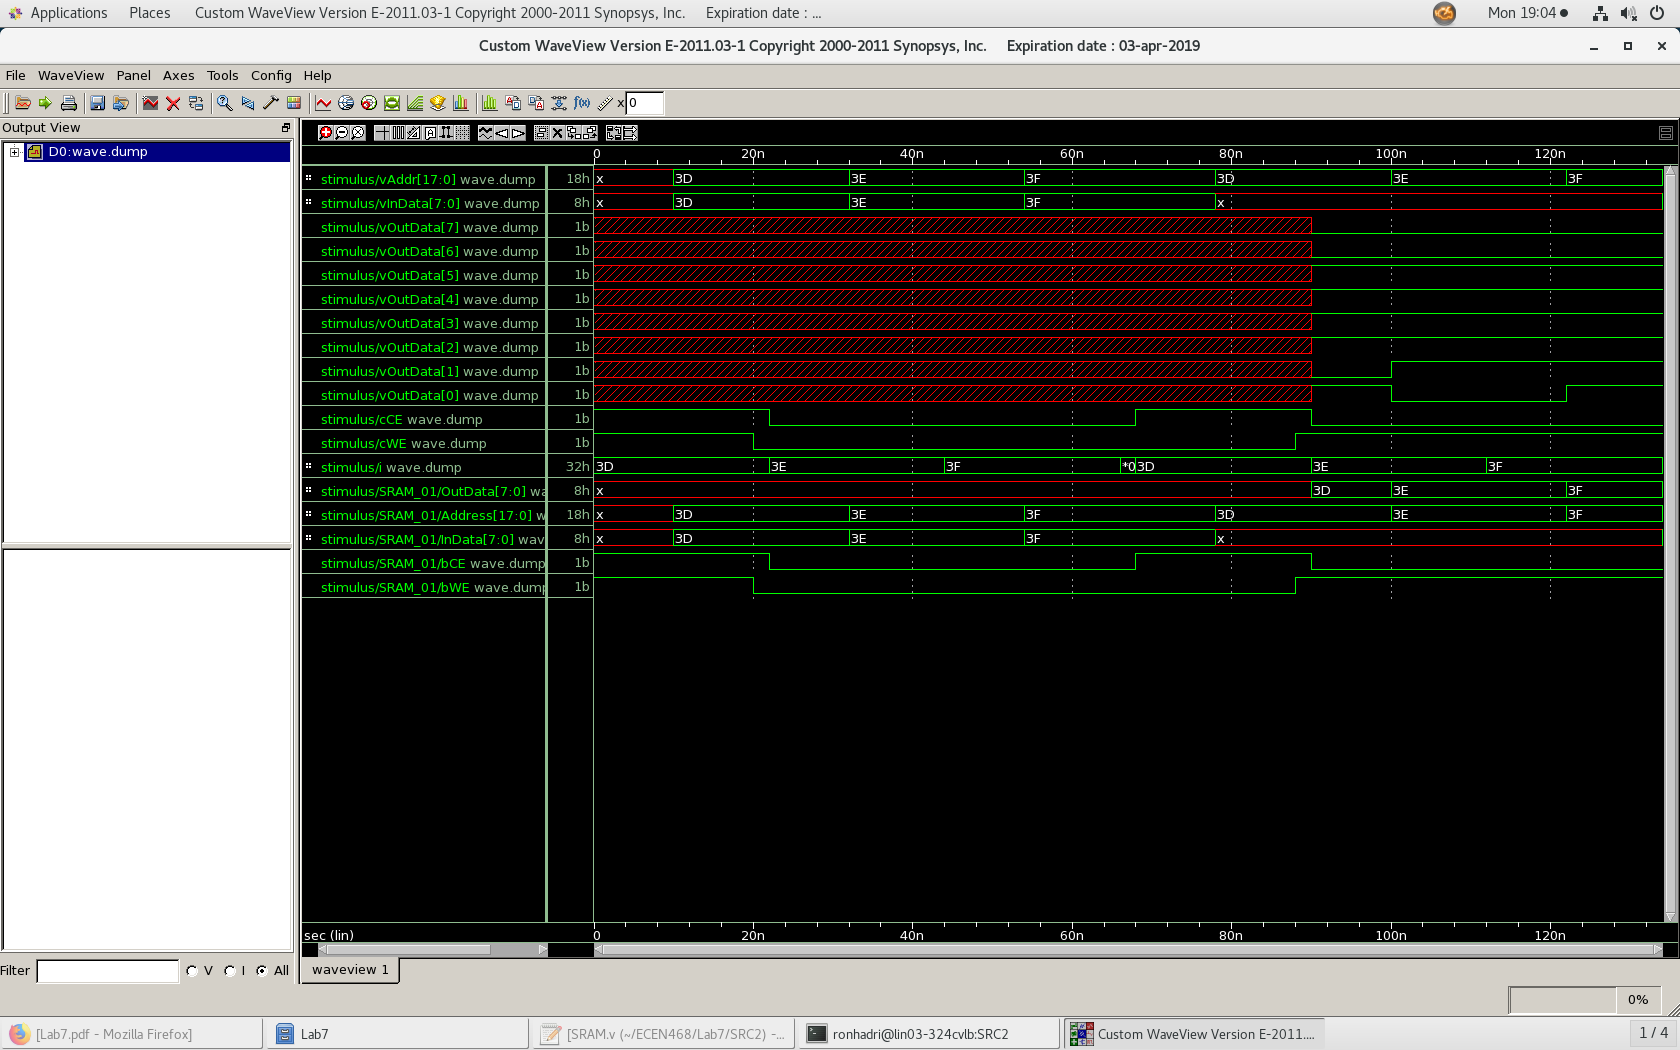 Applications Places Custom WaveView Version E-2011.03-1 Copyright 2000-2011 Synopsys, Inc. Expiration date : ... Mon 19:04
Custom WaveView Version E-2011.03-1 Copyright 2000-2011 Synopsys, Inc. Expiration date : 03-apr-2019
File WaveView Panel Axes Tools Config Help
x 0
Output View
D0:wave.dump
0 20n 40n 60n 80n 100n 120n
stimulus/vAddr[17:0] wave.dump 18h x 3D 3E 3F 3D 3E 3F
stimulus/vInData[7:0] wave.dump 8h x 3D 3E 3F x
stimulus/vOutData[7] wave.dump 1b
stimulus/vOutData[6] wave.dump 1b
stimulus/vOutData[5] wave.dump 1b
stimulus/vOutData[4] wave.dump 1b
stimulus/vOutData[3] wave.dump 1b
stimulus/vOutData[2] wave.dump 1b
stimulus/vOutData[1] wave.dump 1b
stimulus/vOutData[0] wave.dump 1b
stimulus/cCE wave.dump 1b
stimulus/cWE wave.dump 1b
stimulus/i wave.dump 32h 3D 3E 3F *0 3D 3E 3F
stimulus/SRAM_01/OutData[7:0] wa 8h x 3D 3E 3F
stimulus/SRAM_01/Address[17:0] w 18h x 3D 3E 3F 3D 3E 3F
stimulus/SRAM_01/InData[7:0] wav 8h x 3D 3E 3F x
stimulus/SRAM_01/bCE wave.dump 1b
stimulus/SRAM_01/bWE wave.dump 1b
sec (lin) 0 20n 40n 60n 80n 100n 120n
Filter V I All
waveview 1
0%
[Lab7.pdf - Mozilla Firefox] Lab7 [SRAM.v (~/ECEN468/Lab7/SRC2) -... ronhadri@lin03-324cvlb:SRC2 Custom WaveView Version E-2011.... 1 / 4